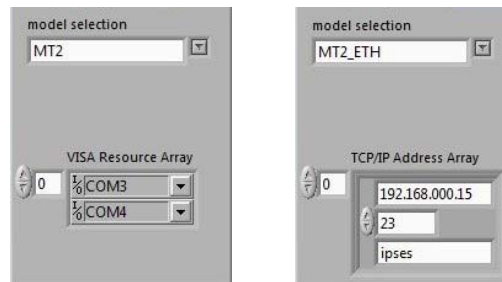 model selection
MT2
VISA Resource Array
0
COM3
COM4
model selection
MT2_ETH
TCP/IP Address Array
0
192.168.000.15
23
ipses